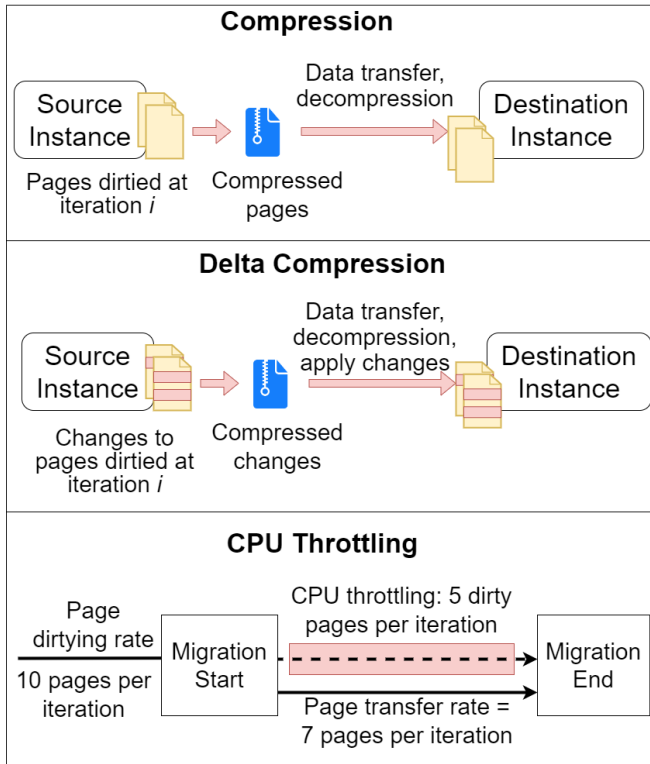 Compression
Source
Instance
Data transfer,
decompression
Destination
Instance
Pages dirtied at
iteration i
Compressed
pages
Delta Compression
Source
Instance
Data transfer,
decompression,
apply changes
Destination
Instance
Changes to
pages dirtied at
iteration i
Compressed
changes
CPU Throttling
Page
dirtying rate
10 pages per
iteration
Migration
Start
CPU throttling: 5 dirty
pages per iteration
Page transfer rate =
7 pages per iteration
Migration
End